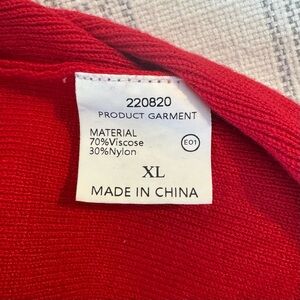 220820
PRODUCT GARMENT
MATERIAL
70%Viscose
30%Nylon
E01
XL
MADE IN CHINA